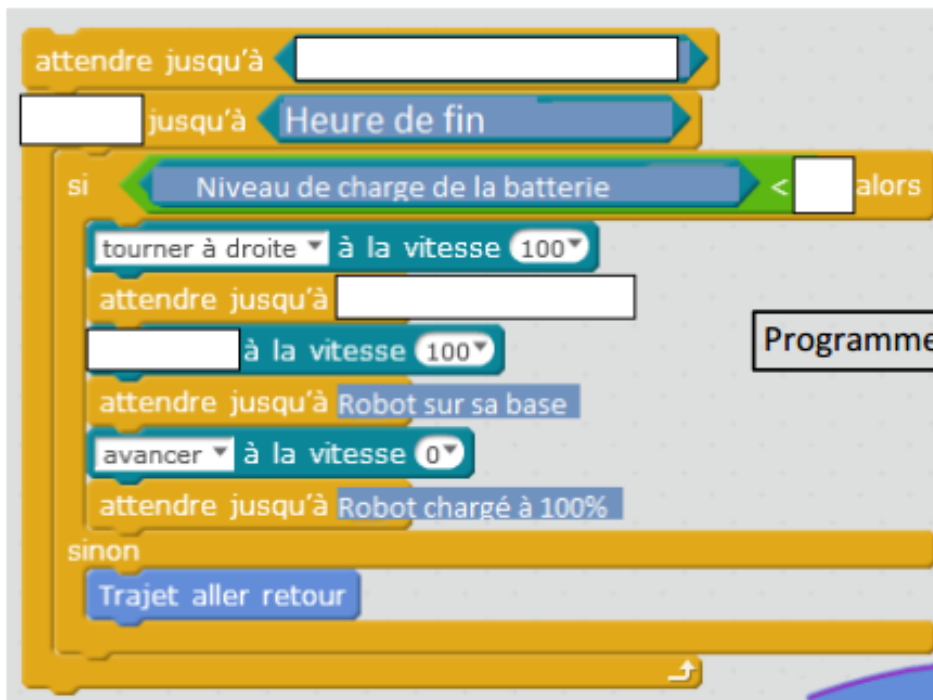 attendre jusqu'à
jusqu'à Heure de fin
si Niveau de charge de la batterie < alors
tourner à droite à la vitesse 100
attendre jusqu'à
à la vitesse 100
Programme
attendre jusqu'à Robot sur sa base
avancer à la vitesse 0
attendre jusqu'à Robot chargé à 100%
sinon
Trajet aller retour